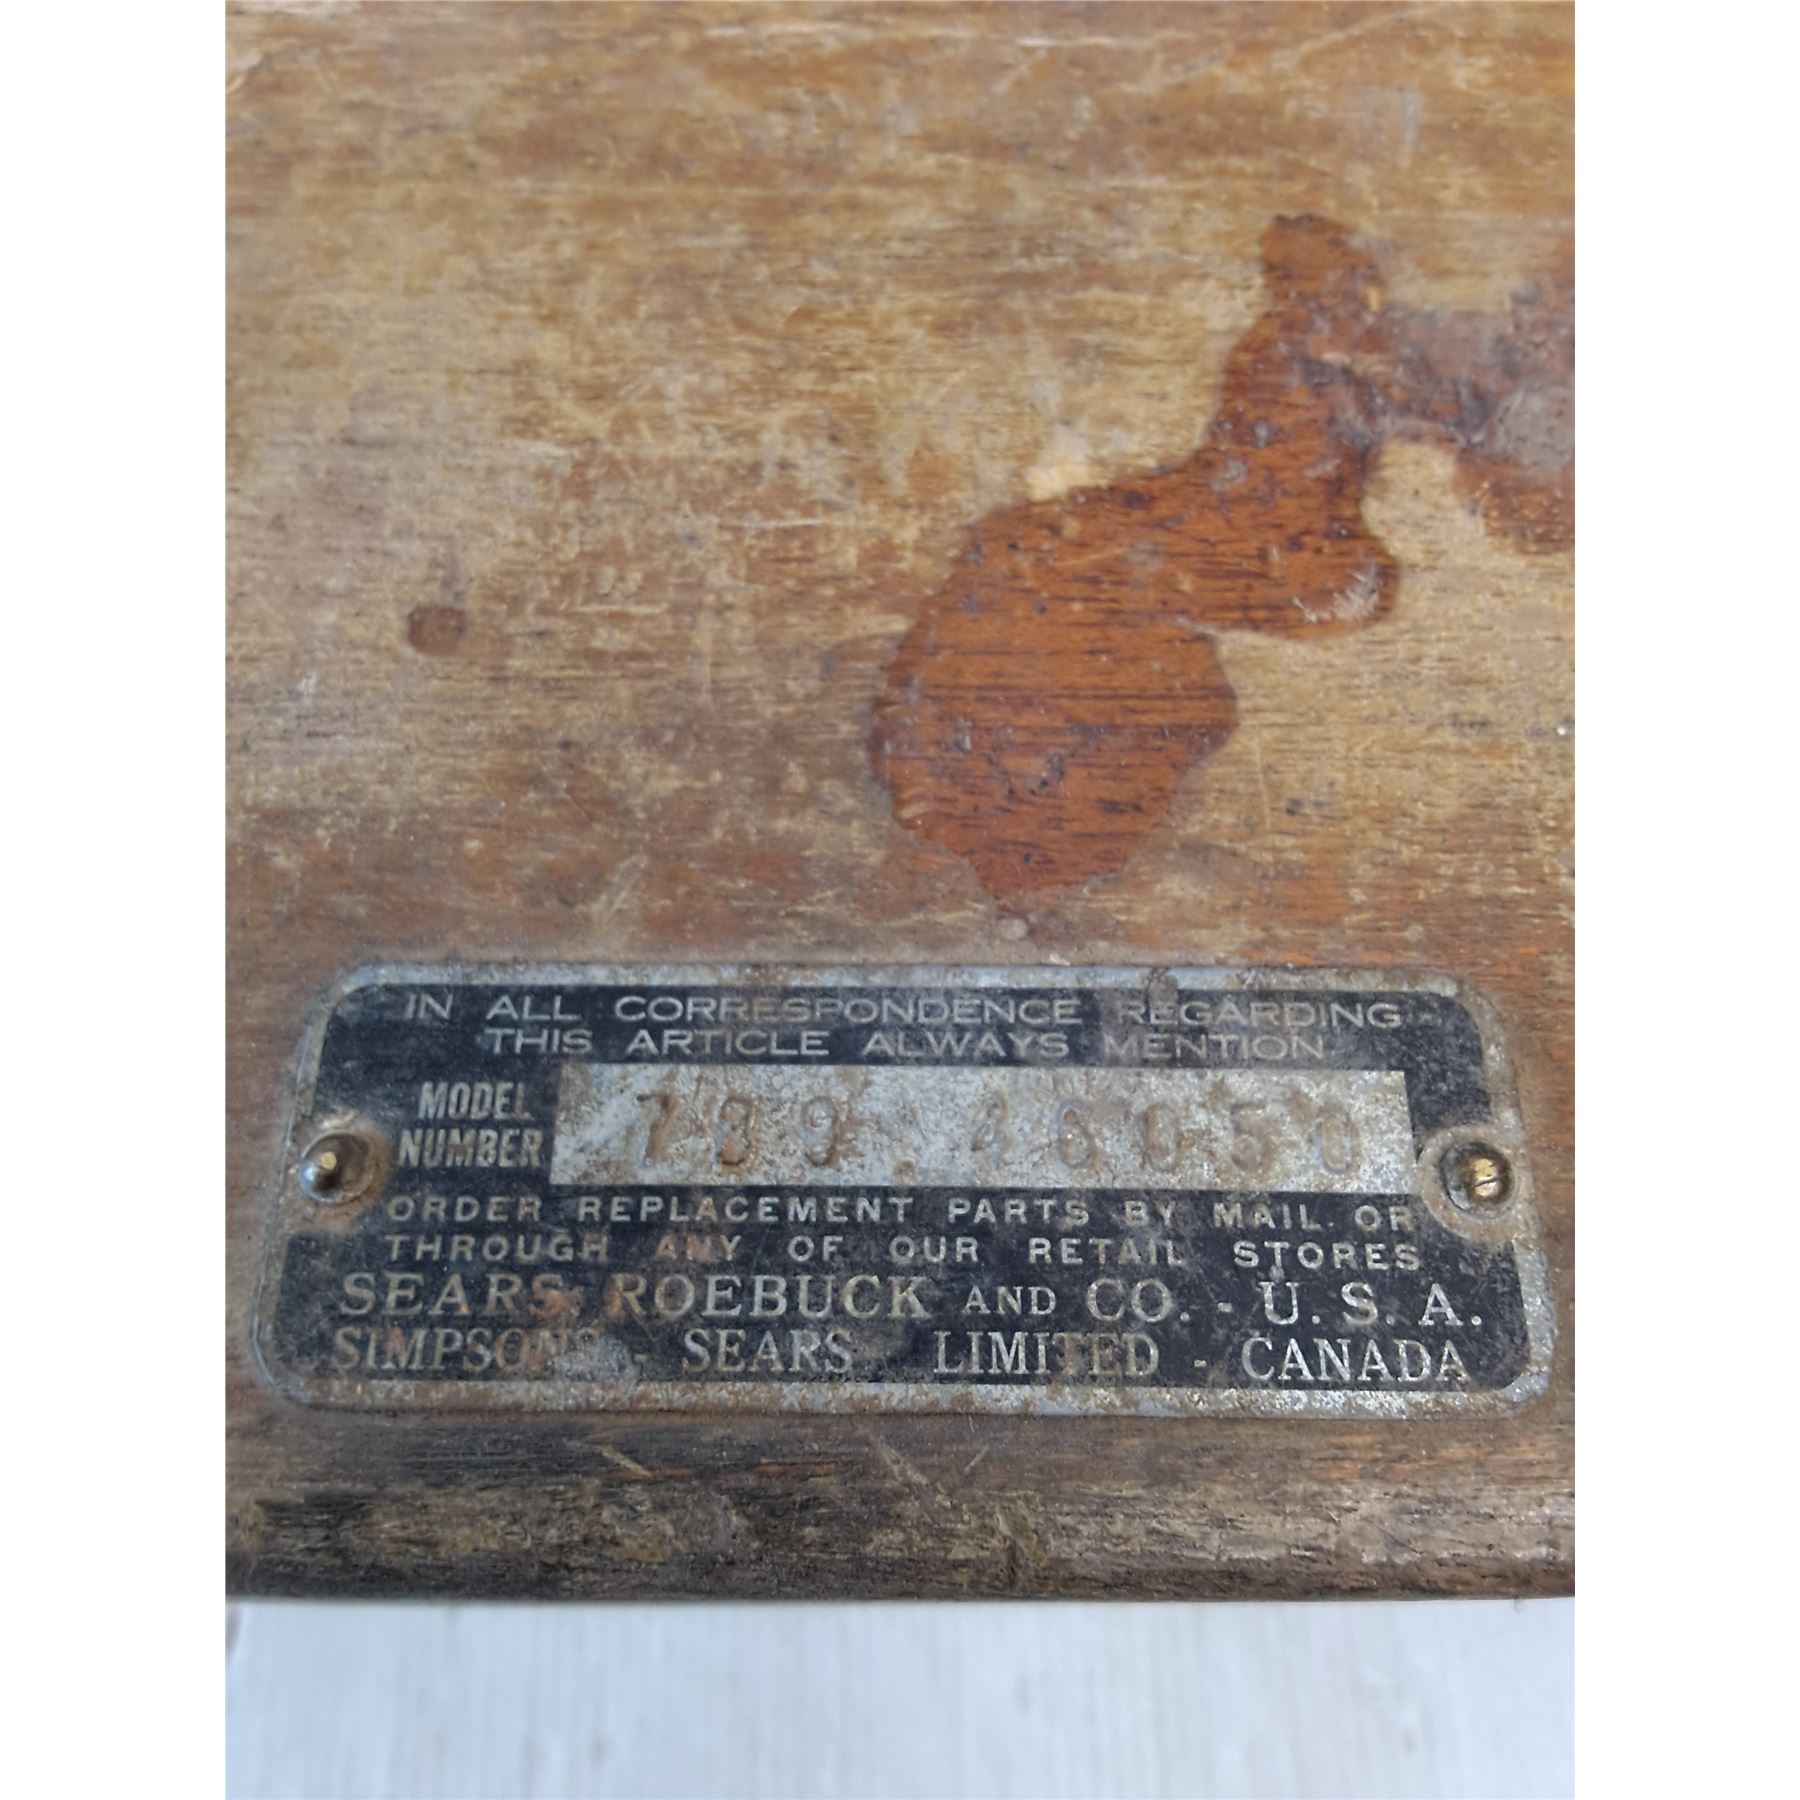 IN ALL CORRESPONDENCE REGARDING
THIS ARTICLE ALWAYS MENTION
MODEL
NUMBER
ORDER REPLACEMENT PARTS BY MAIL OR
THROUGH ANY OF OUR RETAIL STORES
SEARS, ROEBUCK AND CO. - U. S. A.
SIMPSONS - SEARS LIMITED - CANADA